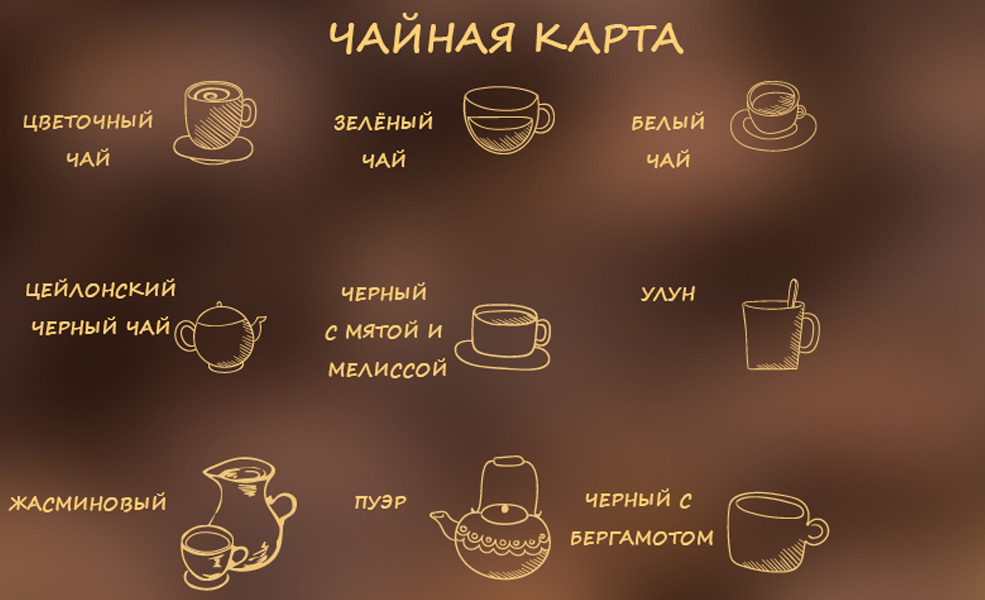 ЧАЙНАЯ КАРТА
ЦВЕТОЧНЫЙ
ЧАЙ
ЗЕЛЁНЫЙ
ЧАЙ
БЕЛЫЙ
ЧАЙ
ЦЕЙЛОНСКИЙ
ЧЕРНЫЙ ЧАЙ
ЧЕРНЫЙ
С МЯТОЙ И
МЕЛИССОЙ
УЛУН
ЖАСМИНОВЫЙ
ПУЭР
ЧЕРНЫЙ С
БЕРГАМОТОМ